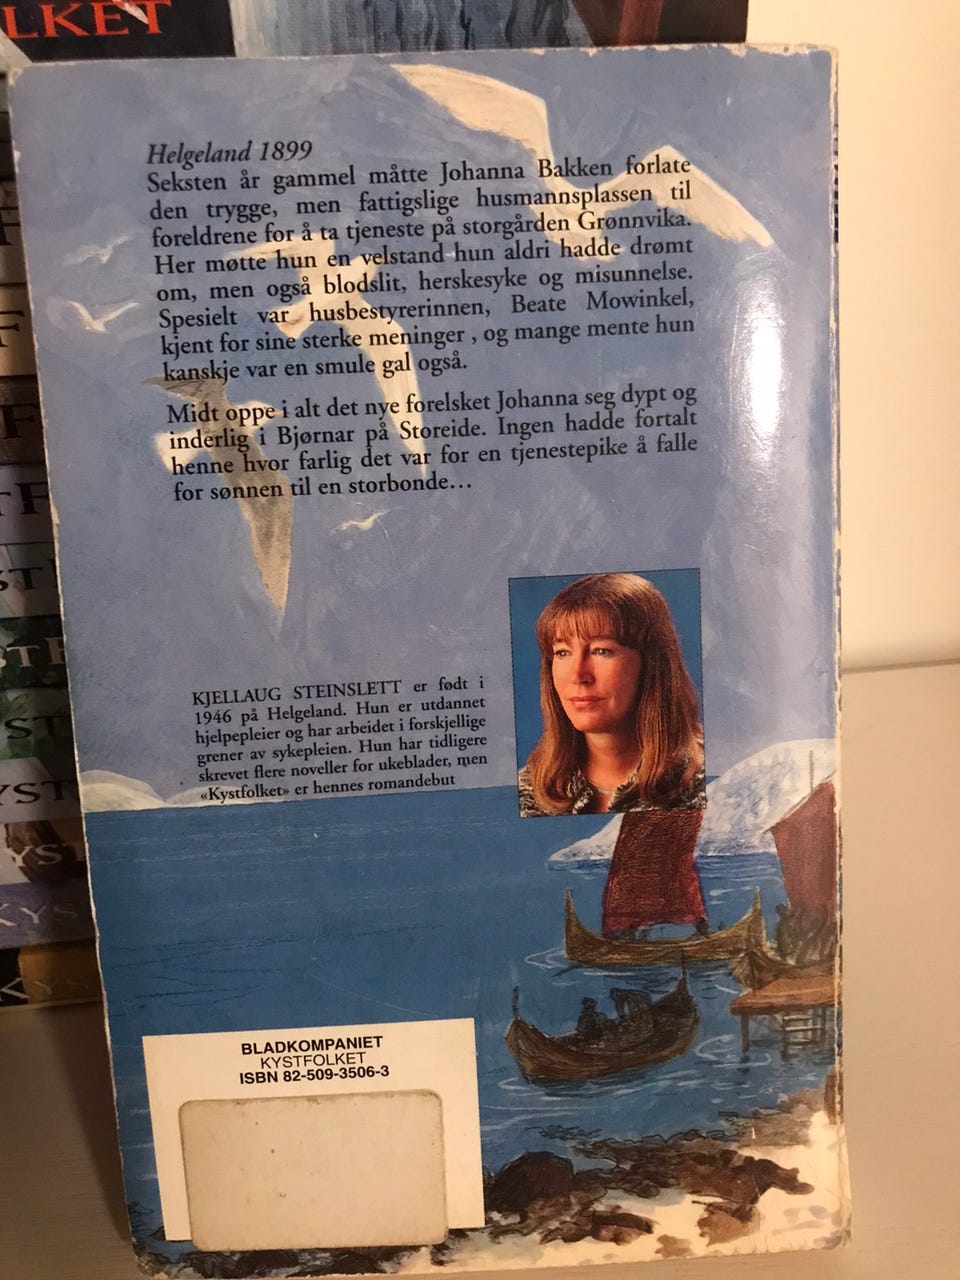 LKET
Helgeland 1899
Seksten år gammel måtte Johanna Bakken forlate
den trygge, men fattigslige husmannsplassen til
foreldrene for å ta tjeneste på storgården Grønnvika.
Her møtte hun en velstand hun aldri hadde drømt
om, men også blodslit, herskesyke og misunnelse.
Spesielt var husbestyrerinnen, Beate Mowinkel,
kjent for sine sterke meninger , og mange mente hun
kanskje var en smule gal også.
Midt oppe i alt det nye forelsket Johanna seg dypt og
inderlig i Bjørnar på Storeide. Ingen hadde fortalt
henne hvor farlig det var for en tjenestepike å falle
for sønnen til en storbonde...
KJELLAUG STEINSLETT er født i
1946 på Helgeland. Hun er utdannet
hjelpepleier og har arbeidet i forskjellige
grener av sykepleien. Hun har tidligere
skrevet flere noveller for ukeblader, men
«Kystfolket» er hennes romandebut
BLADKOMPANIET
KYSTFOLKET
ISBN 82-509-3506-3